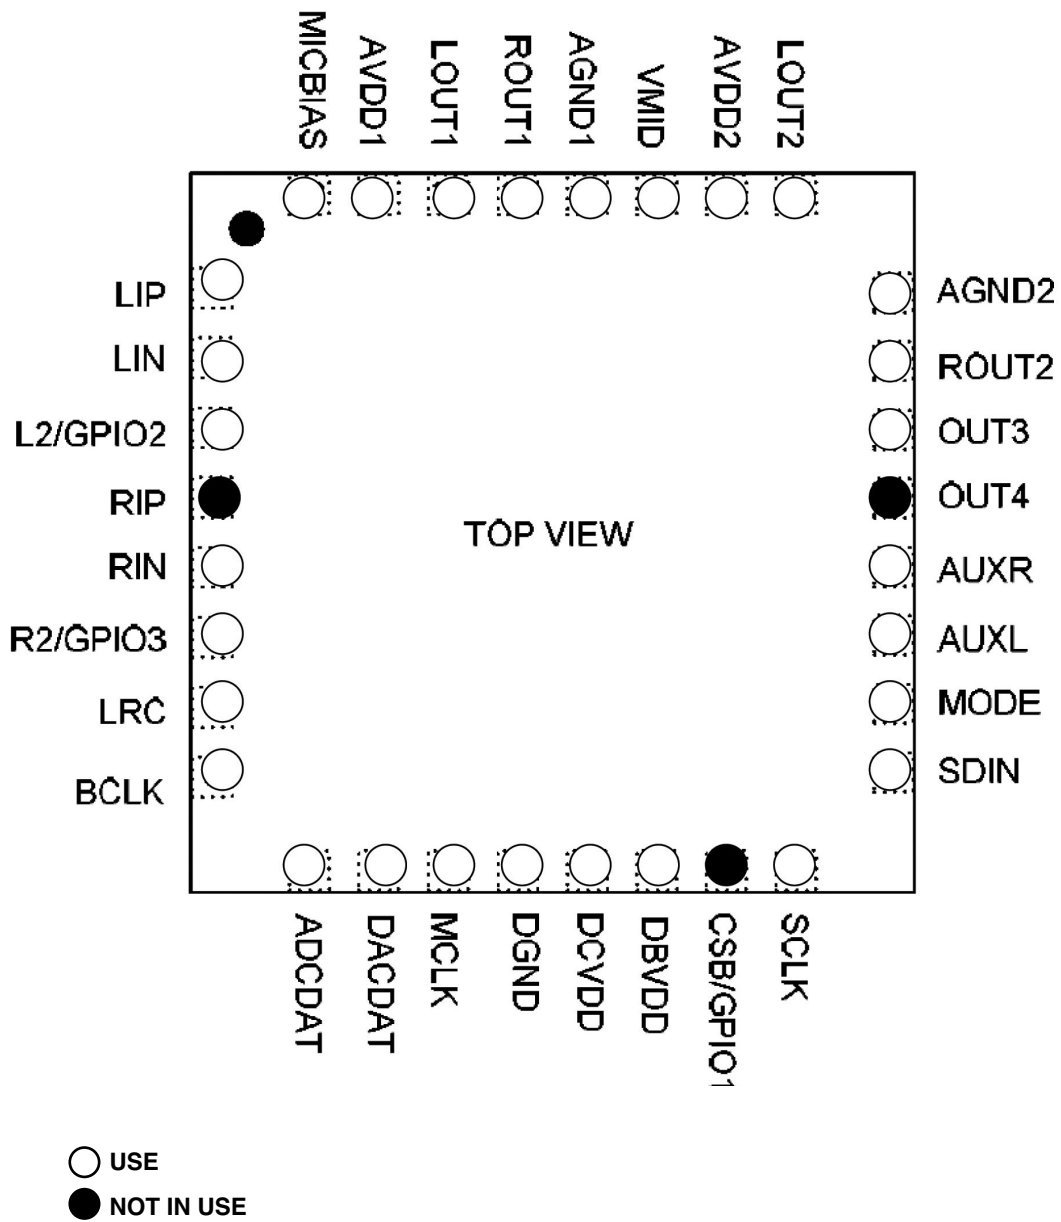 MICBIAS
AVDD1
LOUT1
ROUT1
AGND1
VMID
AVDD2
LOUT2
LIP
LIN
L2/GPIO2
RIP
RIN
R2/GPIO3
LRC
BCLK
TOP VIEW
AGND2
ROUT2
OUT3
OUT4
AUXR
AUXL
MODE
SDIN
ADCDAT
DACDAT
MCLK
DGND
DCVDD
DBVDD
CSB/GPIO1
SCLK
USE
NOT IN USE